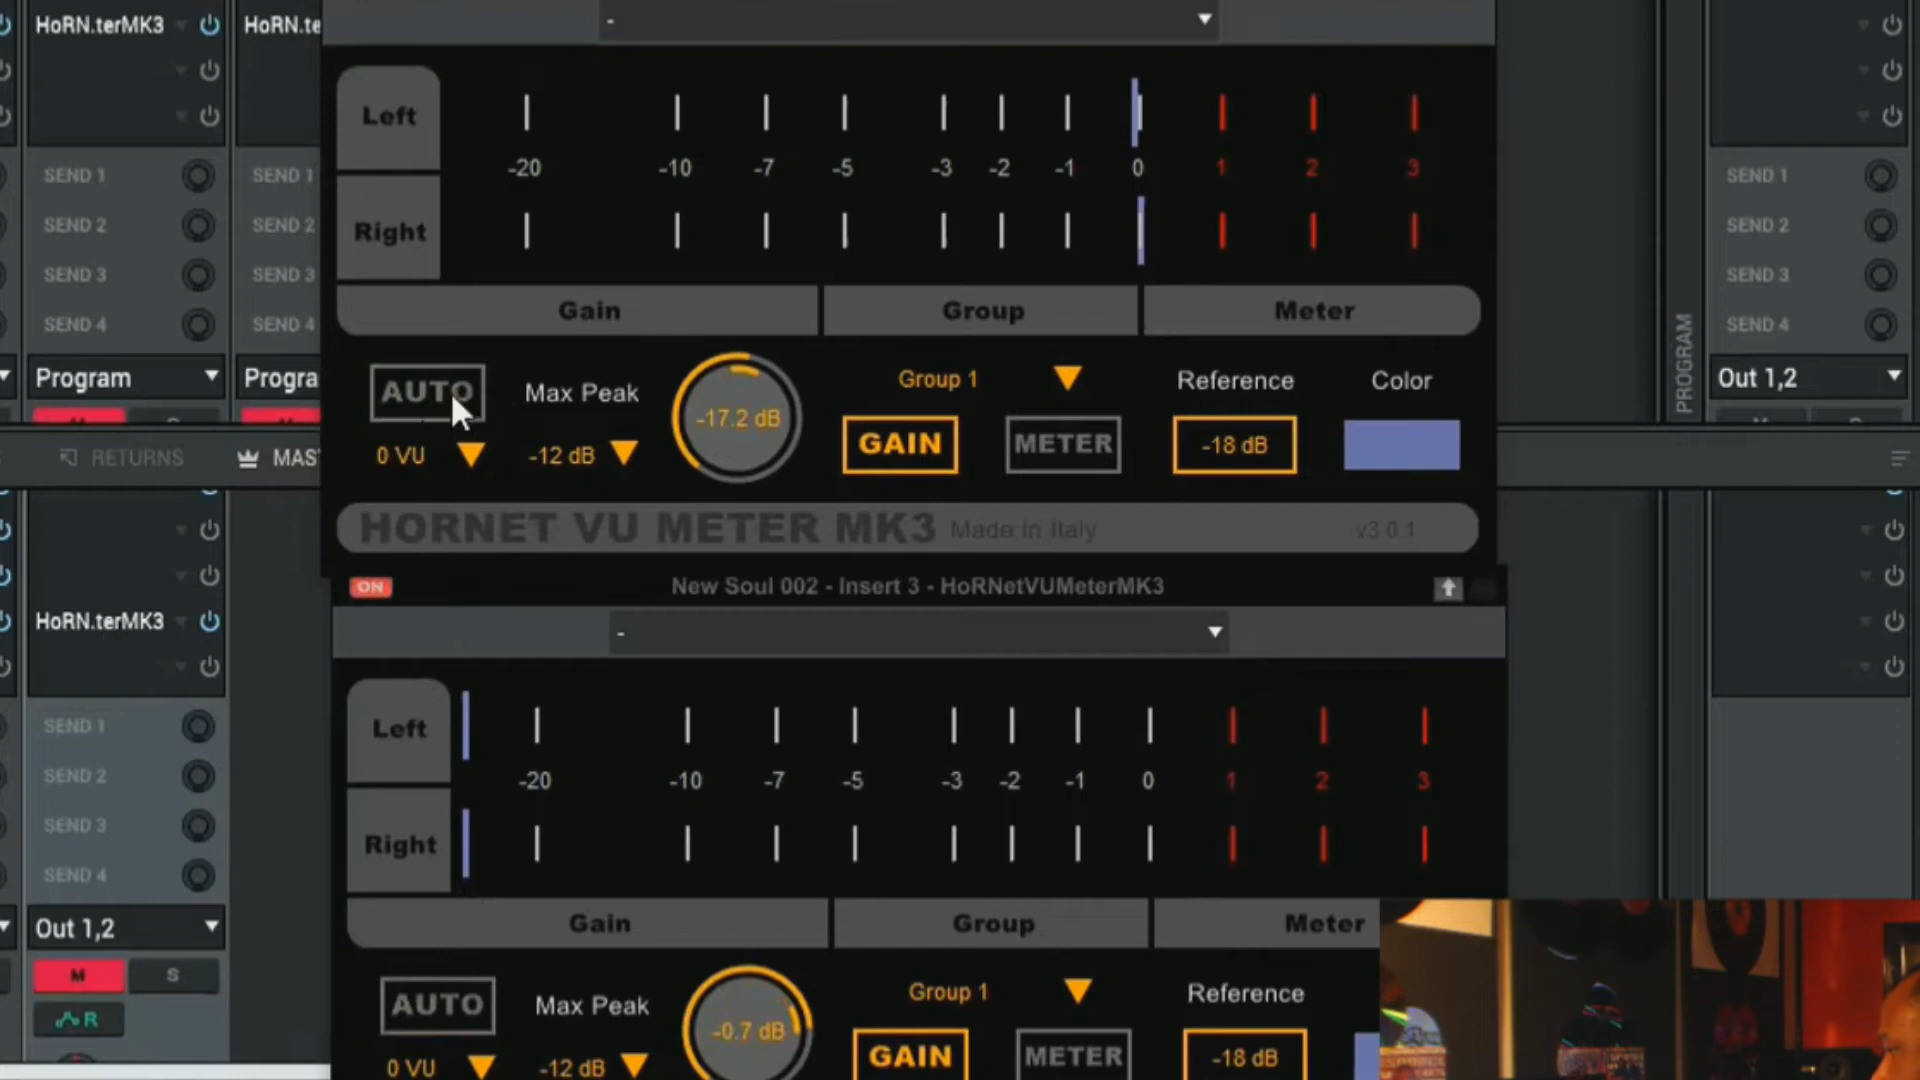 HoRN.terMK3
HoRN.te
-
Left
-20 -10 -7 -5 -3 -2 -1 0 1 2 3
Right
SEND 1
SEND 2
SEND 3
SEND 4
SEND 1
SEND 2
SEND 3
SEND 4
SEND 1
SEND 2
SEND 3
SEND 4
Gain Group Meter
Program
Progra
AUTO
Max Peak
-17.2 dB
0 VU
-12 dB
Group 1
GAIN METER
Reference
-18 dB
Color
PROGRAM
Out 1,2
RETURNS
MAS
HORNET VU METER MK3 Made in Italy v3.0.1
ON New Soul 002 - Insert 3 - HoRNetVUMeterMK3
HoRN.terMK3
-
Left
-20 -10 -7 -5 -3 -2 -1 0 1 2 3
Right
SEND 1
SEND 2
SEND 3
SEND 4
Out 1,2
M S
R
Gain Group Meter
AUTO
Max Peak
-0.7 dB
0 VU
-12 dB
Group 1
GAIN METER
Reference
-18 dB